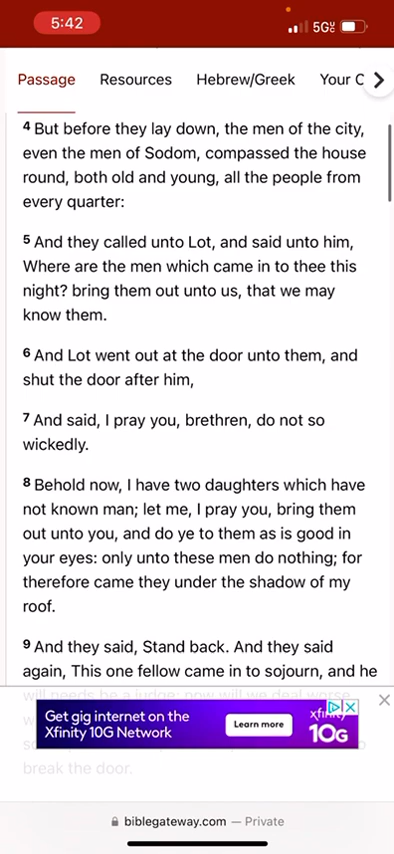 5:42
5G
Passage
Resources
Hebrew/Greek
Your C
4 But before they lay down, the men of the city,
even the men of Sodom, compassed the house
round, both old and young, all the people from
every quarter:
5 And they called unto Lot, and said unto him,
Where are the men which came in to thee this
night? bring them out unto us, that we may
know them.
6 And Lot went out at the door unto them, and
shut the door after him,
7 And said, I pray you, brethren, do not so
wickedly.
8 Behold now, I have two daughters which have
not known man; let me, I pray you, bring them
out unto you, and do ye to them as is good in
your eyes: only unto these men do nothing; for
therefore came they under the shadow of my
roof.
9 And they said, Stand back. And they said
again, This one fellow came in to sojourn, and he
will needs be a judge: now will we deal worse
Get gig internet on the
Xfinity 10G Network
Learn more
xfinity
10G
break the door.
biblegateway.com — Private